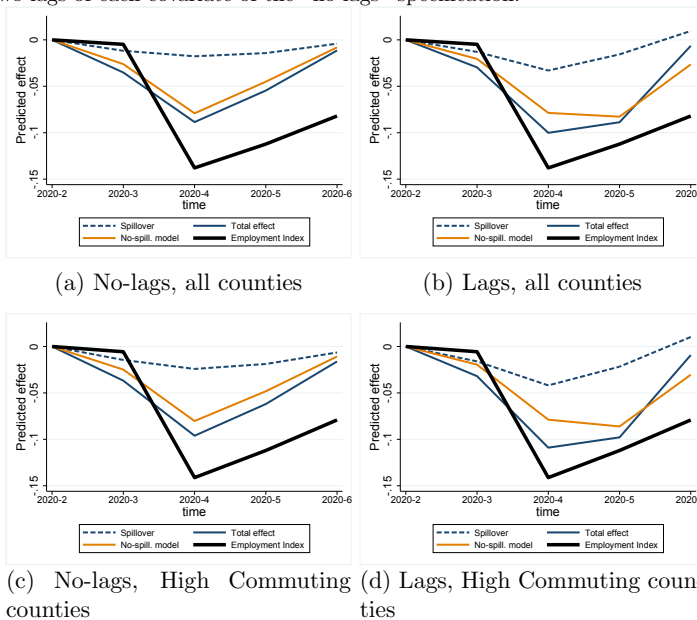 wo lags of each covariate of the "no lags" specification.
Predicted effect
0
-.05
-.1
-.15
2020-2 2020-3 2020-4 2020-5 2020-6
time
Spillover Total effect
No-spill. model Employment Index
(a) No-lags, all counties
Predicted effect
0
-.05
-.1
-.15
2020-2 2020-3 2020-4 2020-5 2020
time
Spillover Total effect
No-spill. model Employment Index
(b) Lags, all counties
Predicted effect
0
-.05
-.1
-.15
2020-2 2020-3 2020-4 2020-5 2020-6
time
Spillover Total effect
No-spill. model Employment Index
(c) No-lags, High Commuting
counties
Predicted effect
0
-.05
-.1
-.15
2020-2 2020-3 2020-4 2020-5 2020
time
Spillover Total effect
No-spill. model Employment Index
(d) Lags, High Commuting coun
ties